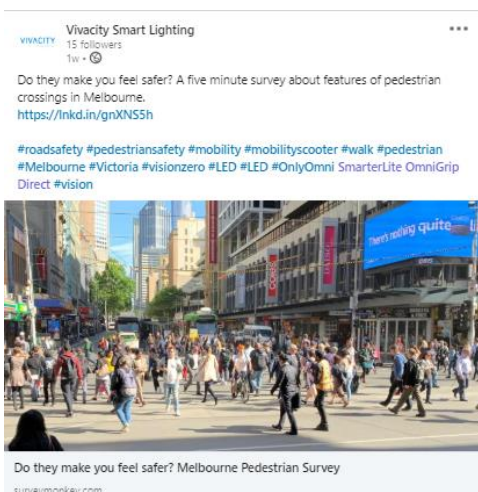 VIVACITY
Vivacity Smart Lighting
15 followers
1w •
Do they make you feel safer? A five minute survey about features of pedestrian
crossings in Melbourne.
https://lnkd.in/gnXNS5h
#roadsafety #pedestriansafety #mobility #mobilityscooter #walk #pedestrian
#Melbourne #Victoria #visionzero #LED #LED #OnlyOmni SmarterLite OmniGrip
Direct #vision
There's nothing quite
Do they make you feel safer? Melbourne Pedestrian Survey
surveymonkey.com